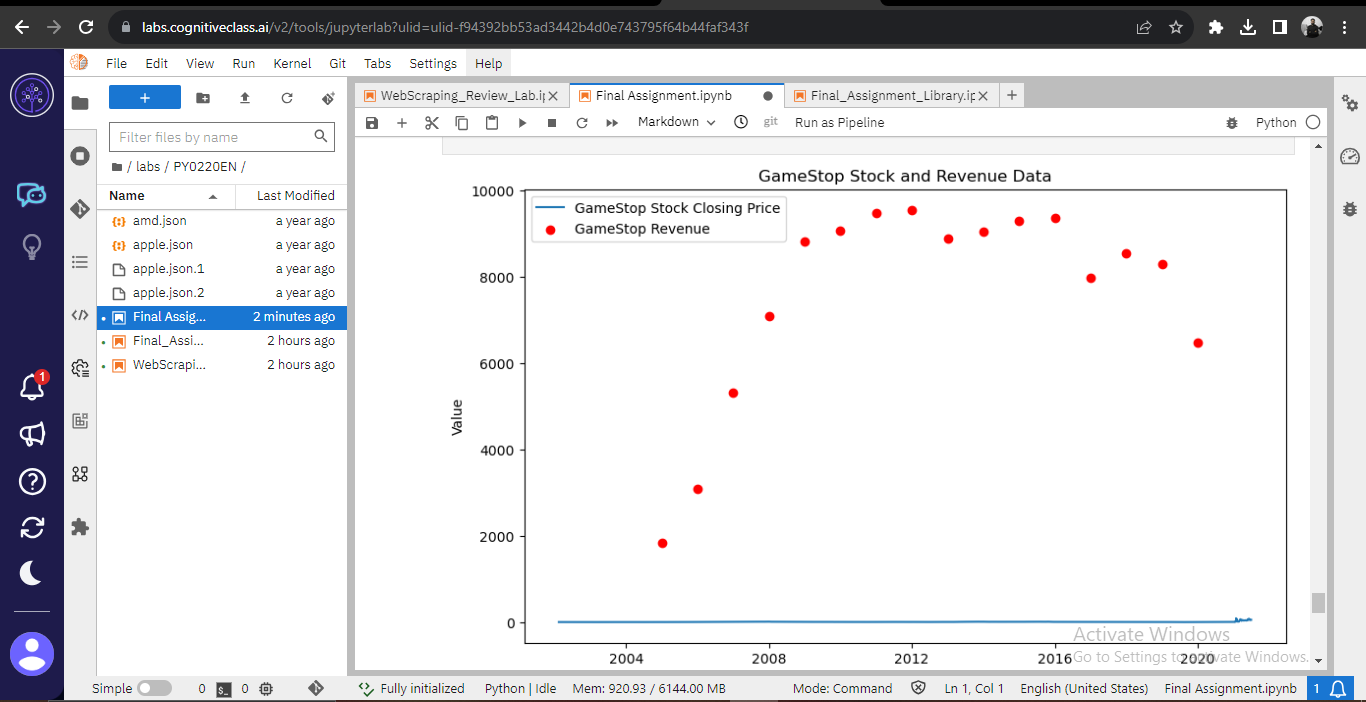 labs.cognitiveclass.ai/v2/tools/jupyterlab?ulid=ulid-f94392bb53ad3442b4d0e743795f64b44faf343f
File Edit View Run Kernel Git Tabs Settings Help
+
WebScraping_Review_Lab.ip
Final Assignment.ipynb
Final_Assignment_Library.ipy
Markdown
git
Run as Pipeline
Python
Filter files by name
/ labs / PY0220EN /
Name Last Modified
amd.json a year ago
apple.json a year ago
apple.json.1 a year ago
apple.json.2 a year ago
Final Assig... 2 minutes ago
Final_Assi... 2 hours ago
WebScrapi... 2 hours ago
1
GameStop Stock and Revenue Data
GameStop Stock Closing Price
GameStop Revenue
10000
8000
6000
4000
2000
0
Value
2004 2008 2012 2016 2020
Activate Windows
Go to Settings to activate Windows.
Simple 0 $_ 0 Fully initialized Python | Idle Mem: 920.93 / 6144.00 MB Mode: Command Ln 1, Col 1 English (United States) Final Assignment.ipynb 1